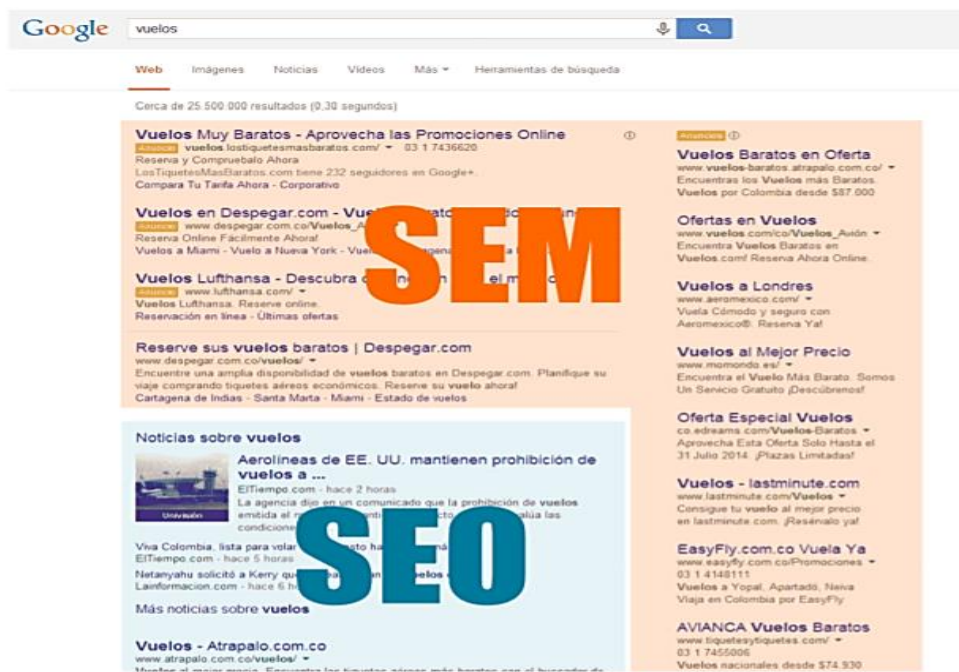 Google
vuelos
Web Imágenes Noticias Vídeos Más Herramientas de búsqueda
Cerca de 25.500.000 resultados (0,30 segundos)
Vuelos Muy Baratos - Aprovecha las Promociones Online
Anuncio vuelos.lostiquetesmasbaratos.com/ 03 1 7436620
Reserva y Compruebalo Ahora
LosTiquetesMasBaratos.com tiene 232 seguidores en Google+.
Compara Tu Tarifa Ahora - Corporativo
Vuelos en Despegar.com -
Anuncio www.despegar.com.co/Vuelos_
Reserva Online Fácilmente Ahora!
Vuelos a Miami - Vuelo a Nueva York -
Vuelos Lufthansa - Descubra
Anuncio www.lufthansa.com/
Vuelos Lufthansa. Reserve online.
Reservación en línea - Últimas ofertas
SEM
Reserve sus vuelos baratos | Despegar.com
www.despegar.com.co/vuelos/
Encuentre una amplia disponibilidad de vuelos baratos en Despegar.com. Planifique su
viaje comprando tiquetes aéreos económicos. Reserve su vuelo ahora!
Cartagena de Indias - Santa Marta - Miami - Estado de vuelos
Noticias sobre vuelos
Aerolíneas de EE. UU. mantienen prohibición de
vuelos a ...
ElTiempo.com - hace 2 horas
La agencia dijo en un comunicado que la prohibición de vuelos
emitida el
condicione
Univisión
Viva Colombia, lista para volar
ElTiempo.com - hace 5 horas
Netanyahu solicitó a Kerry
Lainformacion.com - hace 6
Más noticias sobre vuelos
SEO
Vuelos - Atrapalo.com.co
www.atrapalo.com.co/vuelos/
Vuelos al mejor precio. Encuentra los tiquetes aéreos más baratos con el buscador de
Anuncios
Vuelos Baratos en Oferta
www.vuelos-baratos.atrapalo.com.co/
Encuentras los Vuelos más Baratos.
Vuelos por Colombia desde $87.000
Ofertas en Vuelos
www.vuelos.com/co/Vuelos_Avión
Encuentra Vuelos Baratos en
Vuelos.com! Reserva Ahora Online.
Vuelos a Londres
www.aeromexico.com/
Vuela Cómodo y seguro con
Aeromexico®. Reserva Ya!
Vuelos al Mejor Precio
www.momondo.es/
Encuentra el Vuelo Más Barato. Somos
Un Servicio Gratuito ¡Descúbrenos!
Oferta Especial Vuelos
co.edreams.com/Vuelos-Baratos
Aprovecha Esta Oferta Solo Hasta el
31 Julio 2014. ¡Plazas Limitadas!
Vuelos - lastminute.com
www.lastminute.com/Vuelos
Consigue tu vuelo al mejor precio
en lastminute.com. ¡Resérvalo ya!
EasyFly.com.co Vuela Ya
www.easyfly.com.co/Promociones
03 1 4148111
Vuelos a Yopal, Apartadó, Neiva
Viaja en Colombia por EasyFly
AVIANCA Vuelos Baratos
www.tiquetesytiquetes.com/
03 1 7455006
Vuelos nacionales desde $74.930